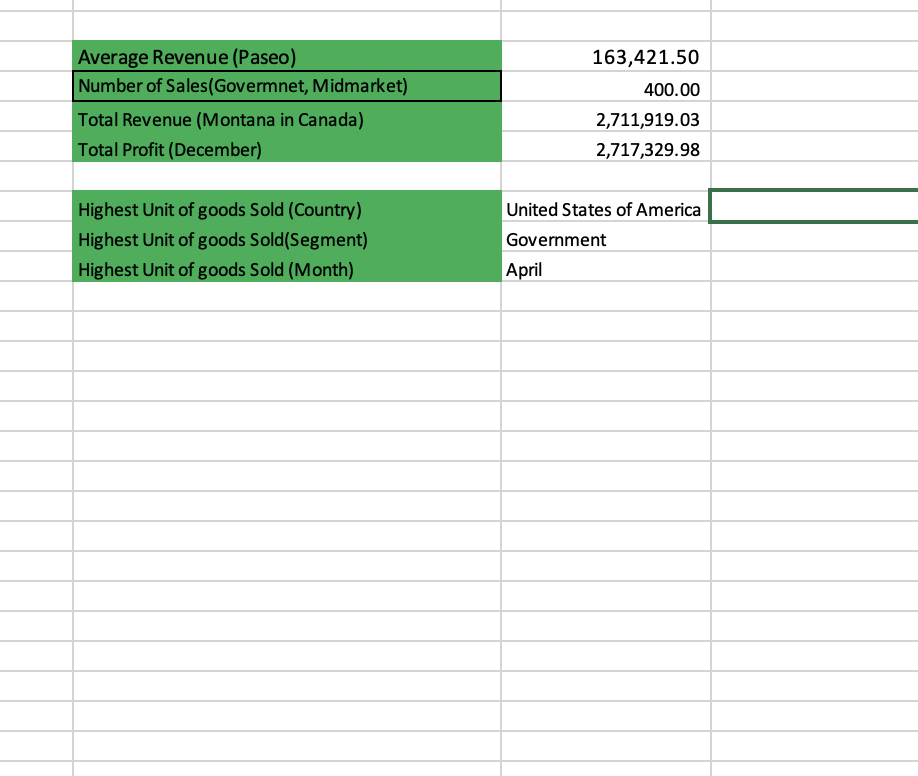 Average Revenue (Paseo) 163,421.50
Number of Sales(Govermnet, Midmarket) 400.00
Total Revenue (Montana in Canada) 2,711,919.03
Total Profit (December) 2,717,329.98
Highest Unit of goods Sold (Country) United States of America
Highest Unit of goods Sold(Segment) Government
Highest Unit of goods Sold (Month) April